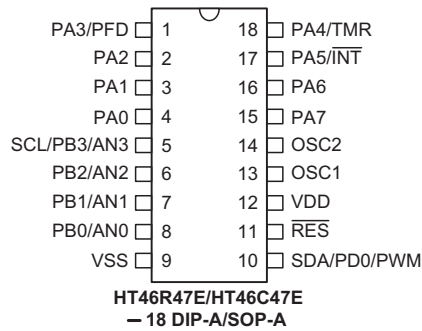 PA3/PFD 1 18 PA4/TMR
PA2 2 17 PA5/INT
PA1 3 16 PA6
PA0 4 15 PA7
SCL/PB3/AN3 5 14 OSC2
PB2/AN2 6 13 OSC1
PB1/AN1 7 12 VDD
PB0/AN0 8 11 RES
VSS 9 10 SDA/PD0/PWM
HT46R47E/HT46C47E
– 18 DIP-A/SOP-A